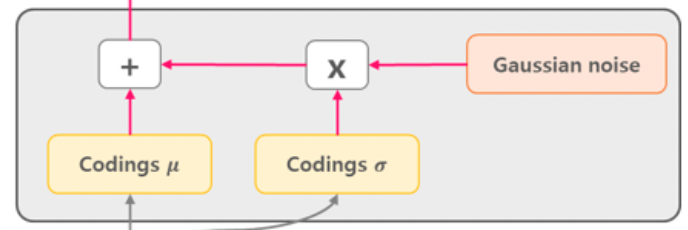 +
X
Gaussian noise
Codings μ
Codings σ